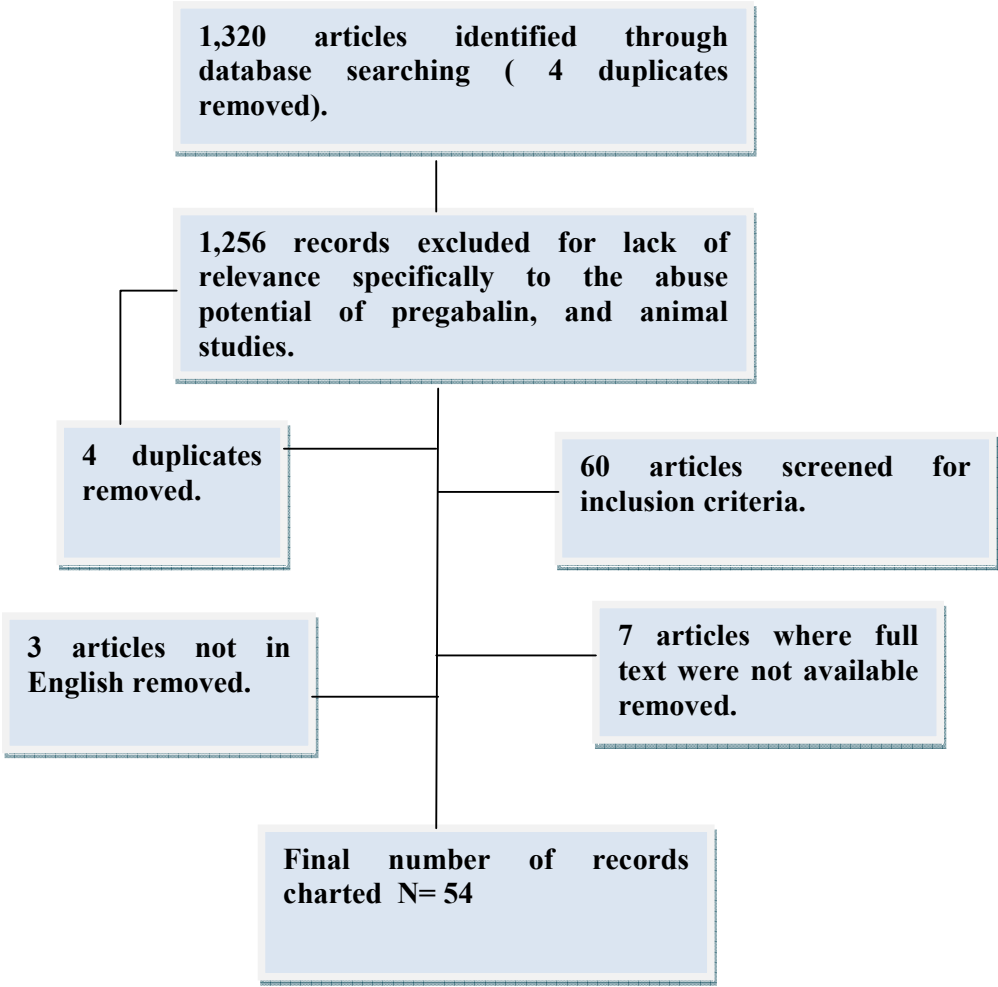 1,320 articles identified through
database searching ( 4 duplicates
removed).
1,256 records excluded for lack of
relevance specifically to the abuse
potential of pregabalin, and animal
studies.
4 duplicates
removed.
60 articles screened for
inclusion criteria.
3 articles not in
English removed.
7 articles where full
text were not available
removed.
Final number of records
charted N= 54